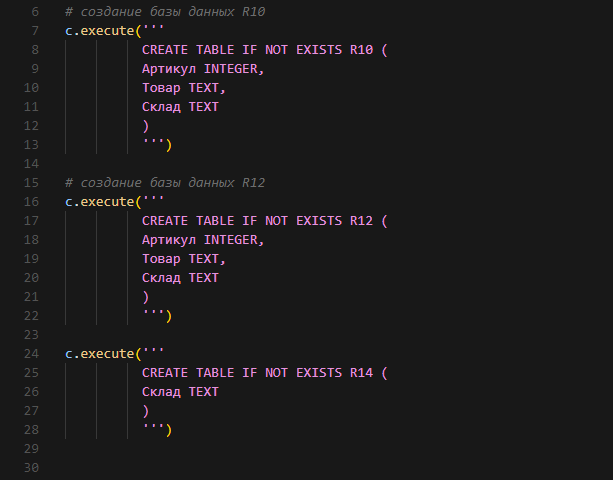 6 # создание базы данных R10
7 c.execute('''
8 CREATE TABLE IF NOT EXISTS R10 (
9 Артикул INTEGER,
10 Товар TEXT,
11 Склад TEXT
12 )
13 ''')
14
15 # создание базы данных R12
16 c.execute('''
17 CREATE TABLE IF NOT EXISTS R12 (
18 Артикул INTEGER,
19 Товар TEXT,
20 Склад TEXT
21 )
22 ''')
23
24 c.execute('''
25 CREATE TABLE IF NOT EXISTS R14 (
26 Склад TEXT
27 )
28 ''')
29
30